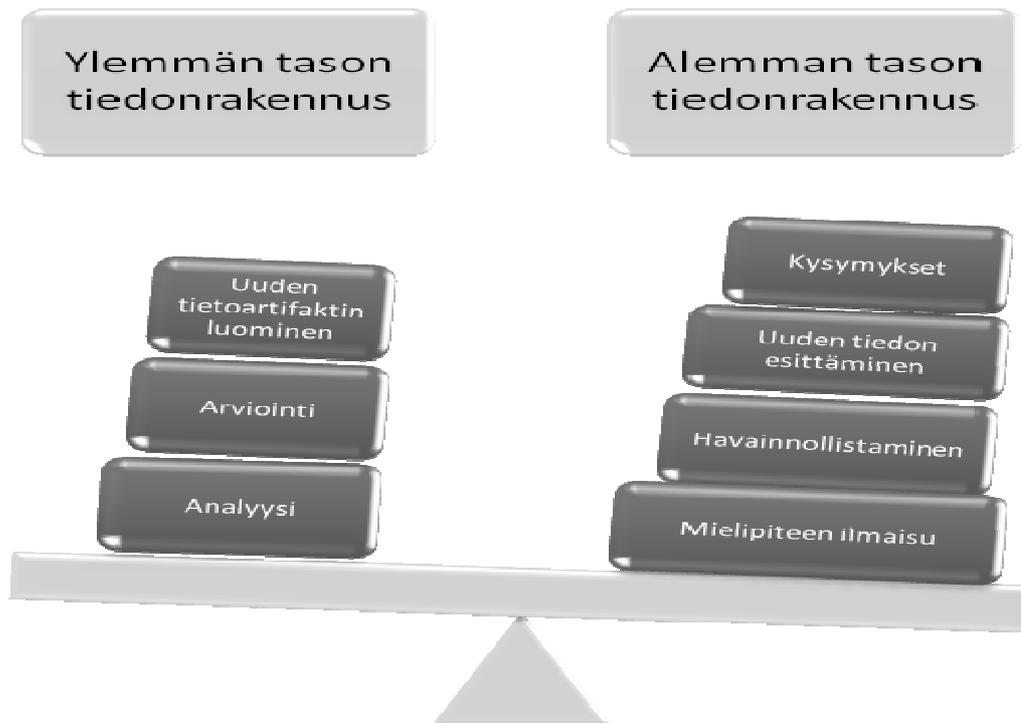 Ylemmän tason
tiedonrakennus
Alemman tason
tiedonrakennus
Uuden
tietoartifaktin
luominen
Arviointi
Analyysi
Kysymykset
Uuden tiedon
esittäminen
Havainnollistaminen
Mielipiteen ilmaisu